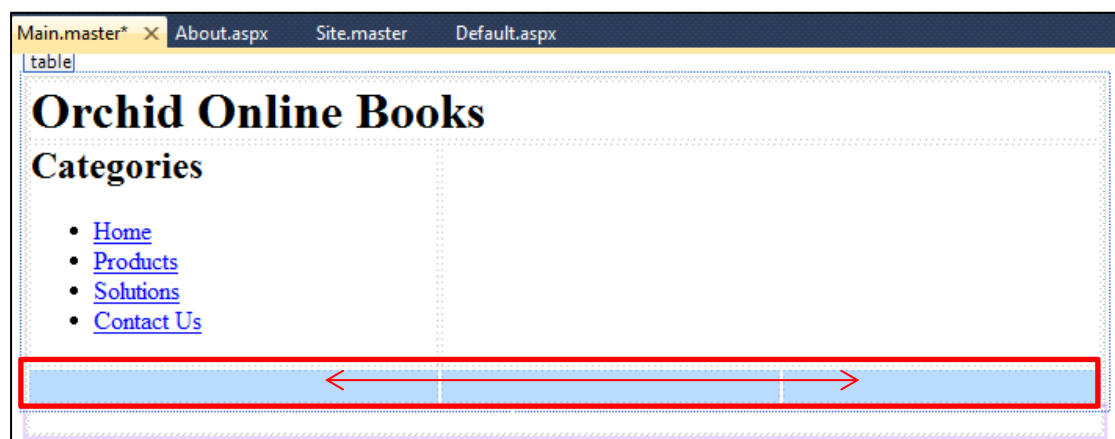 Main.master* X About.aspx Site.master Default.aspx
table
Orchid Online Books
Categories
• Home
• Products
• Solutions
• Contact Us